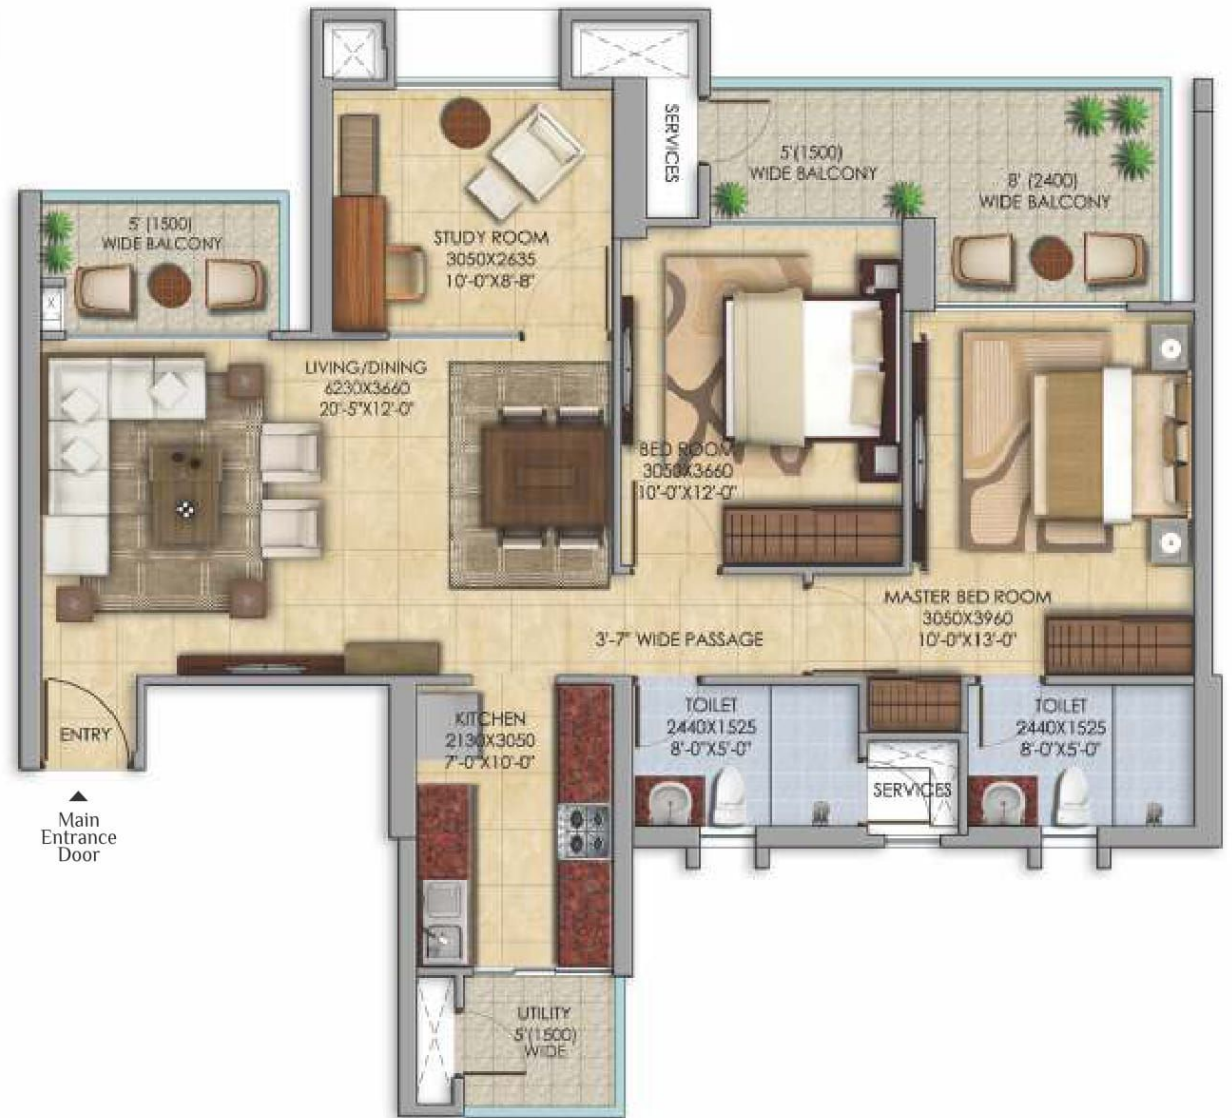 SERVICES
5'(1500)
WIDE BALCONY
8' (2400)
WIDE BALCONY
5' (1500)
WIDE BALCONY
STUDY ROOM
3050X2635
10'-0"X8'-8"
LIVING/DINING
6230X3660
20'-5"X12'-0"
BED ROOM
3050X3660
10'-0"X12'-0"
MASTER BED ROOM
3050X3960
10'-0"X13'-0"
3'-7" WIDE PASSAGE
ENTRY
KITCHEN
2130X3050
7'-0"X10'-0"
TOILET
2440X1525
8'-0"X5'-0"
TOILET
2440X1525
8'-0"X5'-0"
SERVICES
Main
Entrance
Door
UTILITY
5'(1500)
WIDE